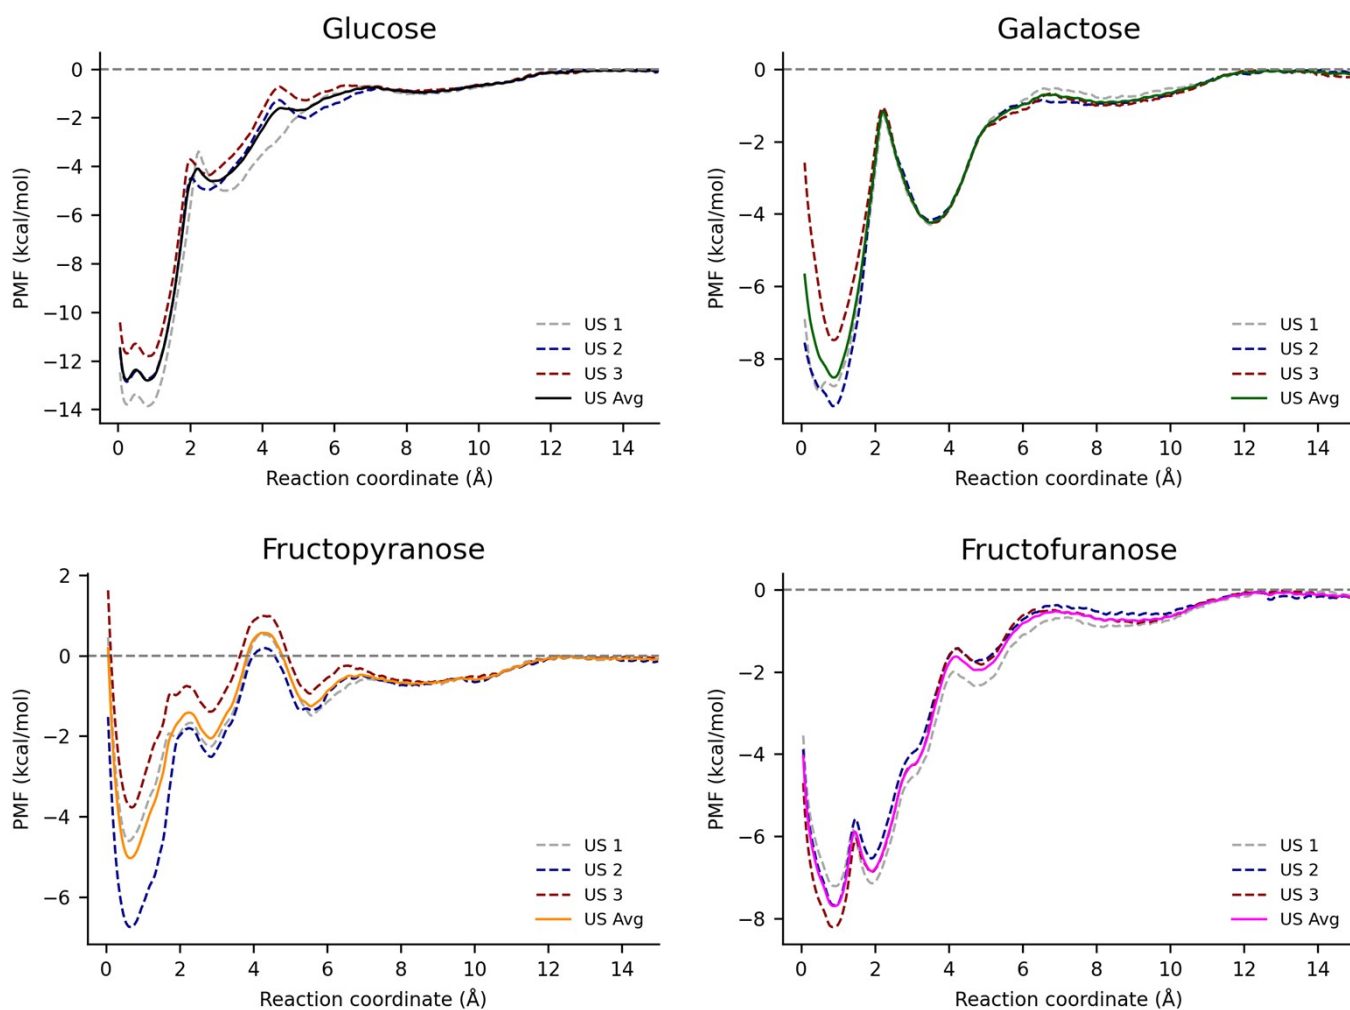 Glucose
0
−2
−4
−6
−8
−10
−12
−14
PMF (kcal/mol)
US 1
US 2
US 3
US Avg
0 2 4 6 8 10 12 14
Reaction coordinate (Å)
Galactose
0
−2
−4
−6
−8
PMF (kcal/mol)
US 1
US 2
US 3
US Avg
0 2 4 6 8 10 12 14
Reaction coordinate (Å)
Fructopyranose
2
0
−2
−4
−6
PMF (kcal/mol)
US 1
US 2
US 3
US Avg
0 2 4 6 8 10 12 14
Reaction coordinate (Å)
Fructofuranose
0
−2
−4
−6
−8
PMF (kcal/mol)
US 1
US 2
US 3
US Avg
0 2 4 6 8 10 12 14
Reaction coordinate (Å)